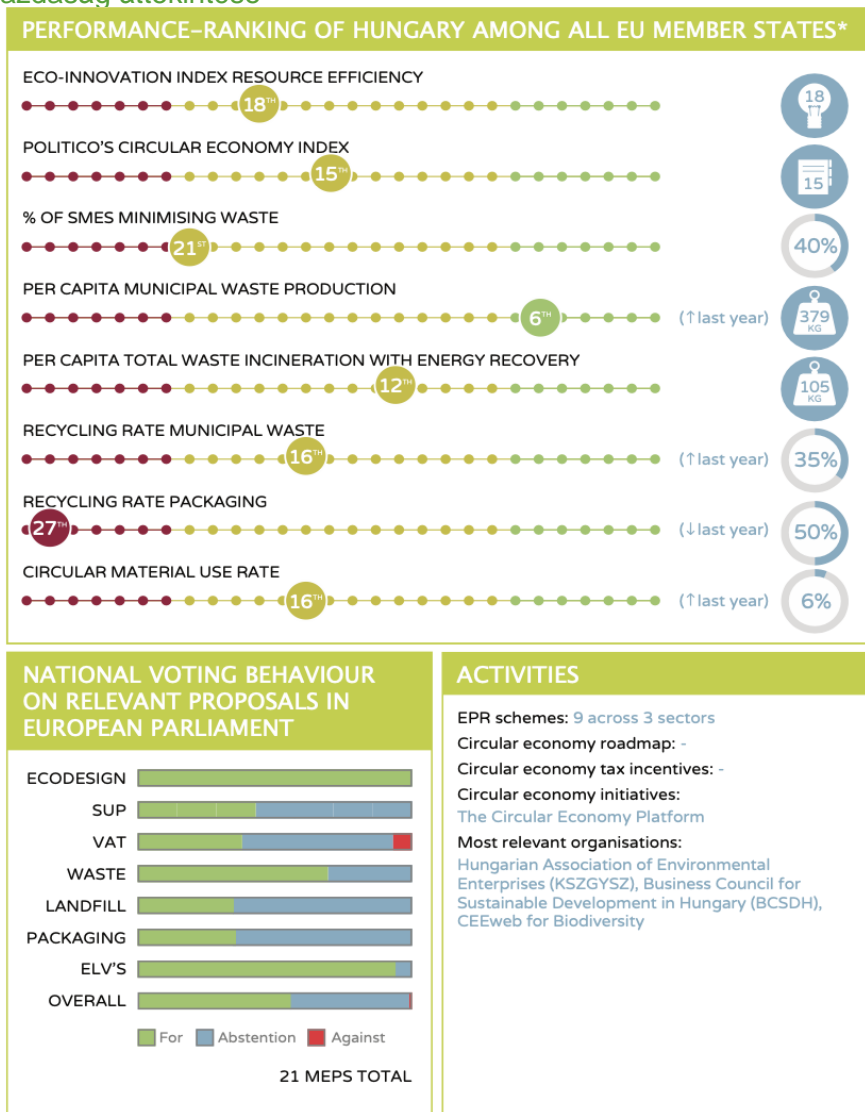 PERFORMANCE–RANKING OF HUNGARY AMONG ALL EU MEMBER STATES*
ECO-INNOVATION INDEX RESOURCE EFFICIENCY
18TH
18
POLITICO'S CIRCULAR ECONOMY INDEX
15TH
15
% OF SMES MINIMISING WASTE
21ST
40%
PER CAPITA MUNICIPAL WASTE PRODUCTION
6TH
(↑last year)
379
KG
PER CAPITA TOTAL WASTE INCINERATION WITH ENERGY RECOVERY
12TH
105
KG
RECYCLING RATE MUNICIPAL WASTE
16TH
(↑last year)
35%
RECYCLING RATE PACKAGING
27TH
(↓last year)
50%
CIRCULAR MATERIAL USE RATE
16TH
(↑last year)
6%
NATIONAL VOTING BEHAVIOUR
ON RELEVANT PROPOSALS IN
EUROPEAN PARLIAMENT
ECODESIGN
SUP
VAT
WASTE
LANDFILL
PACKAGING
ELV'S
OVERALL
For
Abstention
Against
21 MEPS TOTAL
ACTIVITIES
EPR schemes: 9 across 3 sectors
Circular economy roadmap: -
Circular economy tax incentives: -
Circular economy initiatives:
The Circular Economy Platform
Most relevant organisations:
Hungarian Association of Environmental
Enterprises (KSZGYSZ), Business Council for
Sustainable Development in Hungary (BCSDH),
CEEweb for Biodiversity